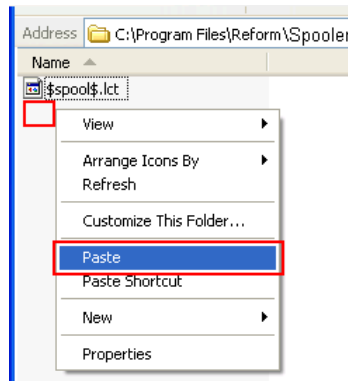 Address C:\Program Files\Reform\Spooler
Name
$spool$.lct
View
Arrange Icons By
Refresh
Customize This Folder...
Paste
Paste Shortcut
New
Properties